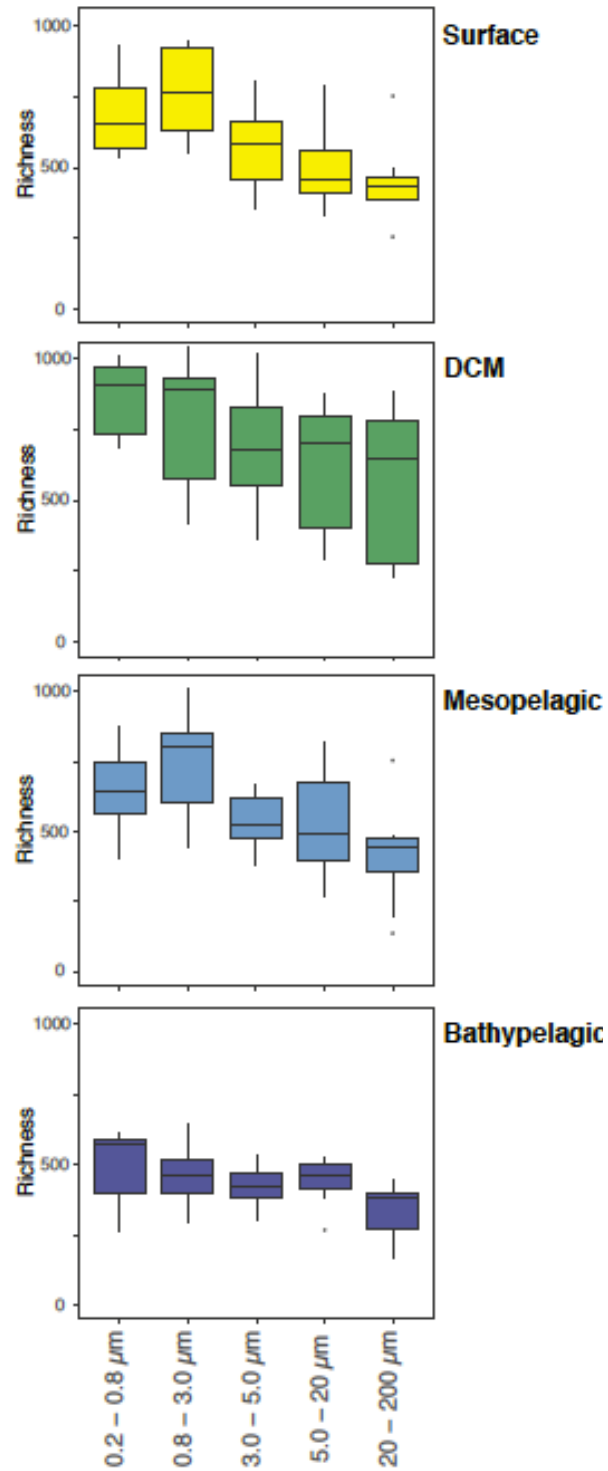 Surface
1000
500
0
Richness
DCM
1000
500
0
Richness
Mesopelagic
1000
500
0
Richness
Bathypelagic
1000
500
0
Richness
0.2 – 0.8 µm
0.8 – 3.0 µm
3.0 – 5.0 µm
5.0 – 20 µm
20 – 200 µm